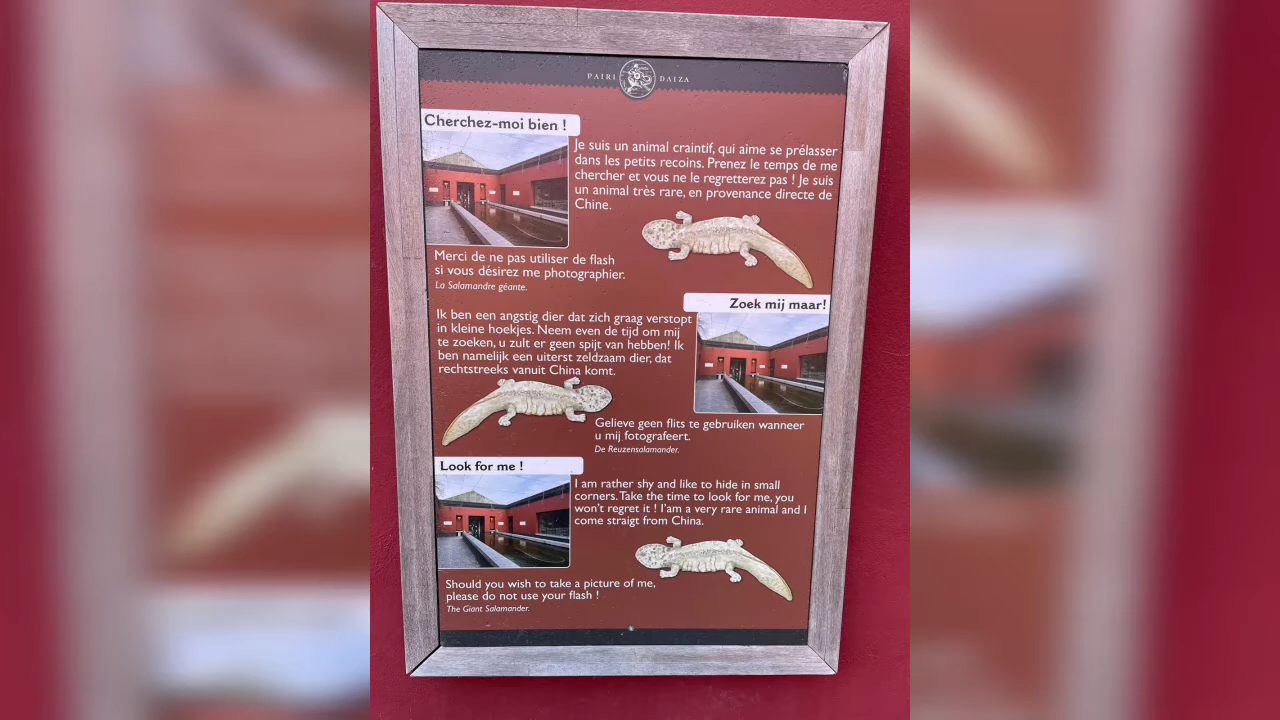 PAIRI DAIZA
Cherchez-moi bien !
Je suis un animal craintif, qui aime se prélasser
dans les petits recoins. Prenez le temps de me
chercher et vous ne le regretterez pas ! Je suis
un animal très rare, en provenance directe de
Chine.
Merci de ne pas utiliser de flash
si vous désirez me photographier.
La Salamandre géante.
Zoek mij maar!
Ik ben een angstig dier dat zich graag verstopt
in kleine hoekjes. Neem even de tijd om mij
te zoeken, u zult er geen spijt van hebben! Ik
ben namelijk een uiterst zeldzaam dier, dat
rechtstreeks vanuit China komt.
Gelieve geen flits te gebruiken wanneer
u mij fotografeert.
De Reuzensalamander.
Look for me !
I am rather shy and like to hide in small
corners. Take the time to look for me, you
won't regret it ! I'am a very rare animal and I
come straigt from China.
Should you wish to take a picture of me,
please do not use your flash !
The Giant Salamander.